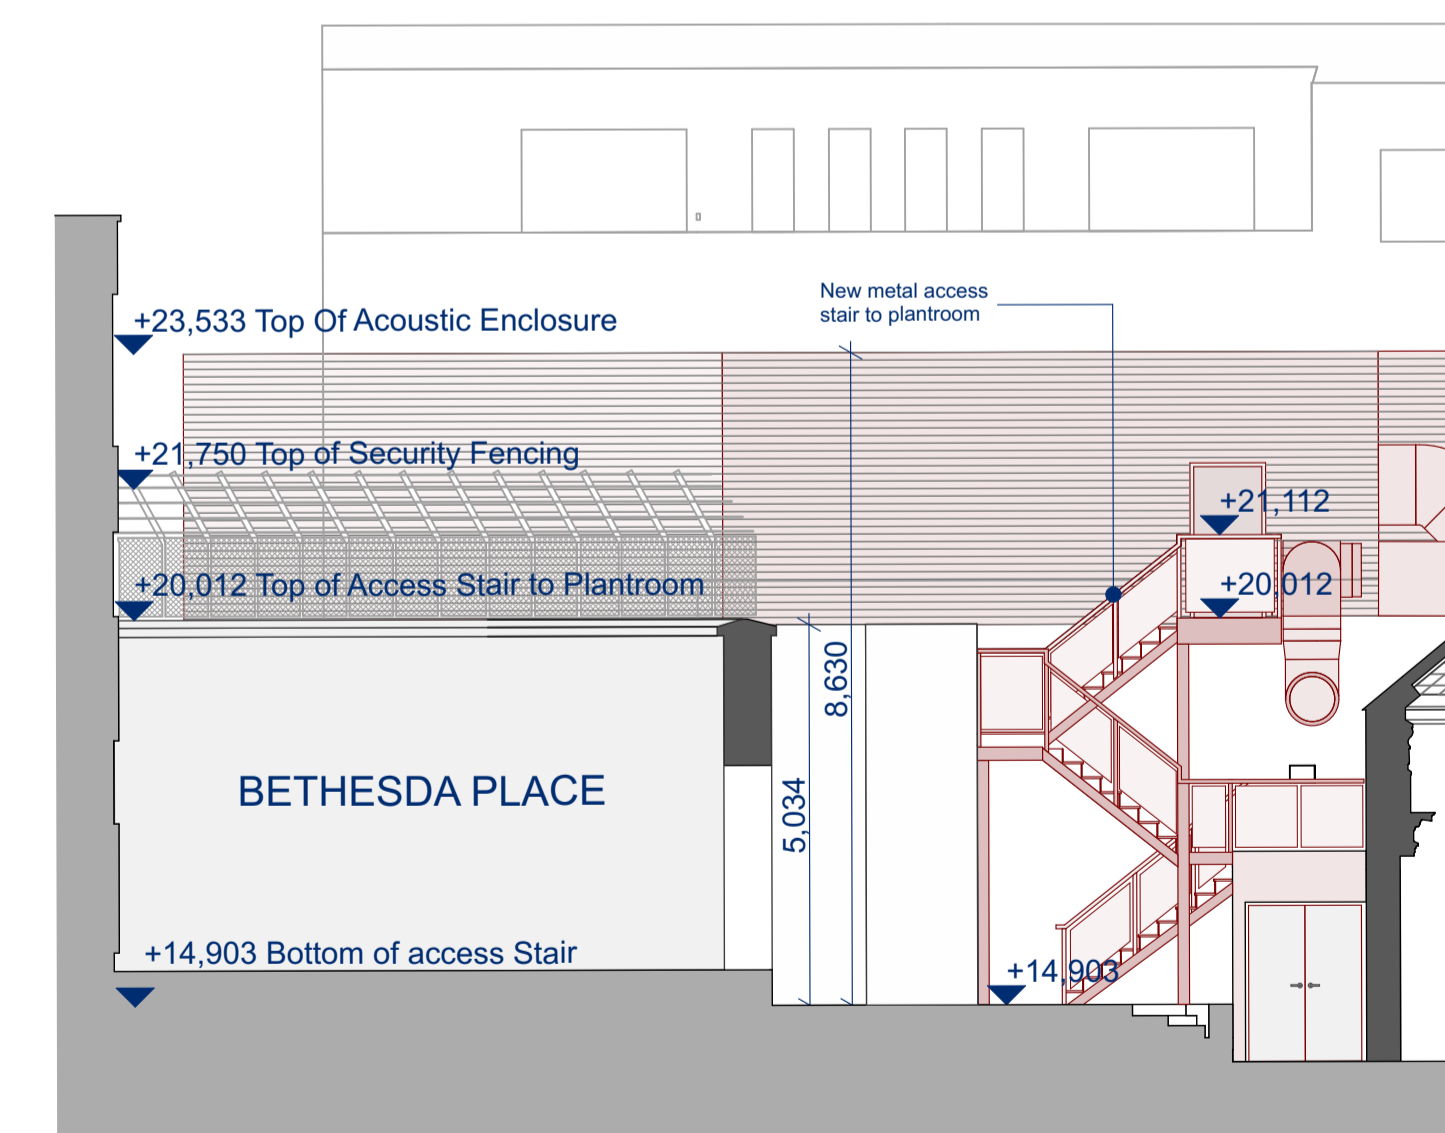 New metal access
stair to plantroom
+23,533 Top Of Acoustic Enclosure
+21,750 Top of Security Fencing
+21,112
+20,012 Top of Access Stair to Plantroom
+20,012
8,630
5,034
BETHESDA PLACE
+14,903 Bottom of access Stair
+14,903